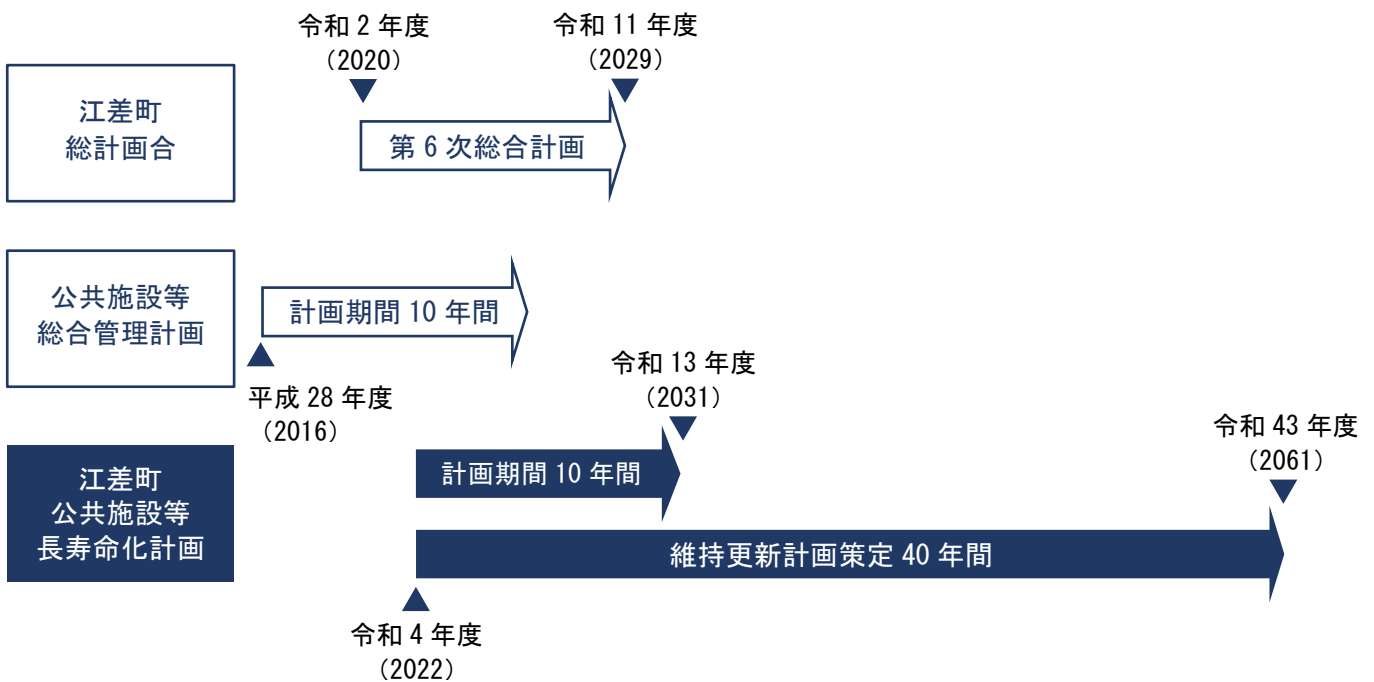 令和 2 年度
（2020）
令和 11 年度
（2029）
江差町
総計画合
第 6 次総合計画
公共施設等
総合管理計画
計画期間 10 年間
平成 28 年度
（2016）
令和 13 年度
（2031）
令和 43 年度
（2061）
江差町
公共施設等
長寿命化計画
計画期間 10 年間
維持更新計画策定 40 年間
令和 4 年度
（2022）